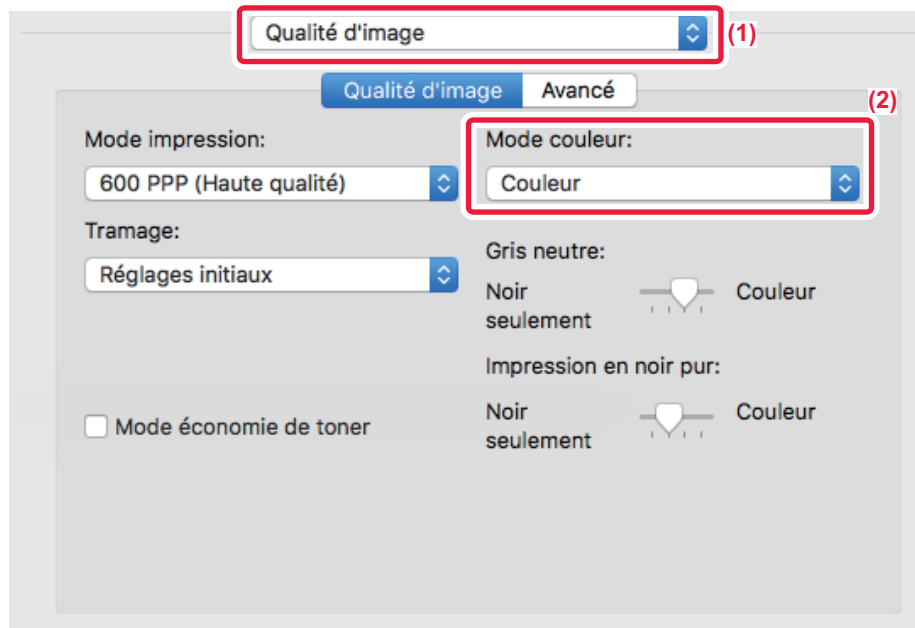 Qualité d'image
(1)
Qualité d'image
Avancé
(2)
Mode impression:
600 PPP (Haute qualité)
Tramage:
Réglages initiaux
Mode économie de toner
Mode couleur:
Couleur
Gris neutre:
Noir
seulement
Couleur
Impression en noir pur:
Noir
seulement
Couleur